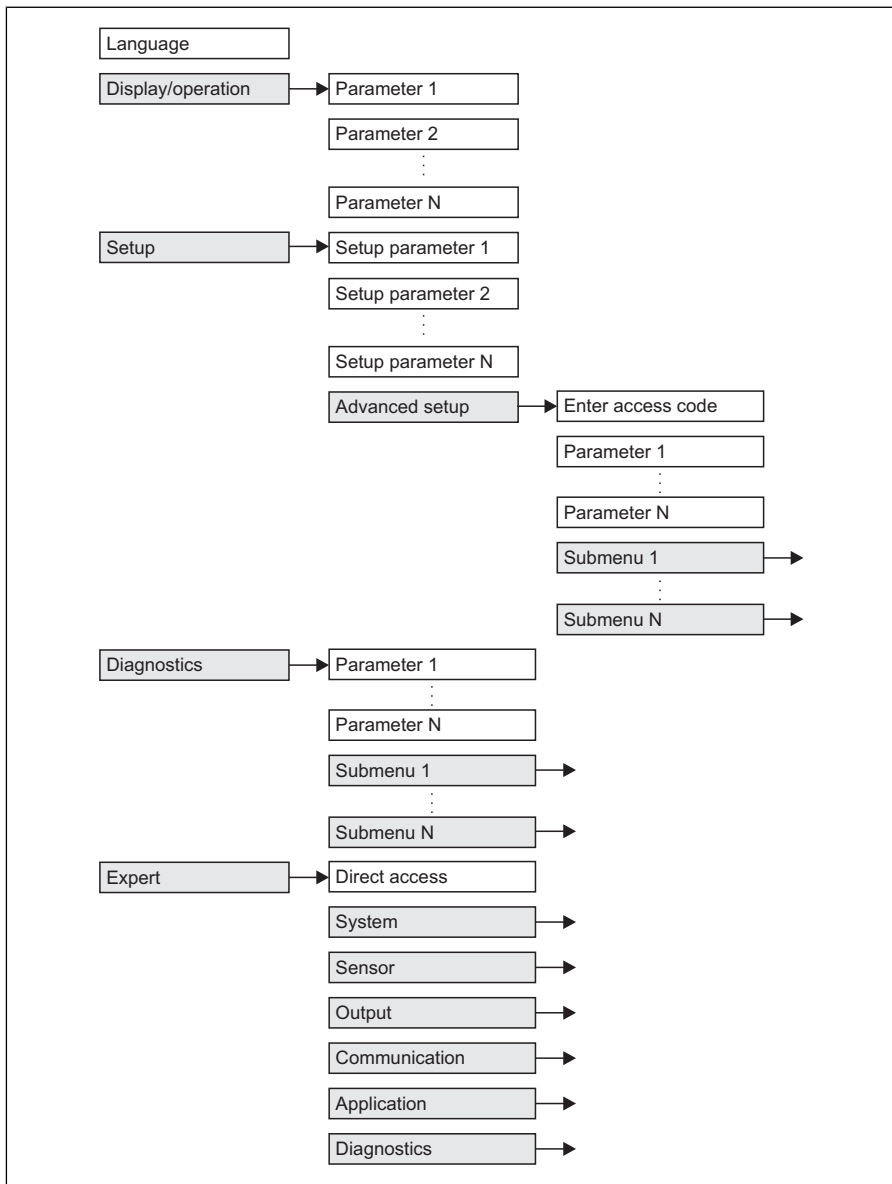 Language
Display/operation
Parameter 1
Parameter 2
Parameter N
Setup
Setup parameter 1
Setup parameter 2
Setup parameter N
Advanced setup
Enter access code
Parameter 1
Parameter N
Submenu 1
Submenu N
Diagnostics
Parameter 1
Parameter N
Submenu 1
Submenu N
Expert
Direct access
System
Sensor
Output
Communication
Application
Diagnostics